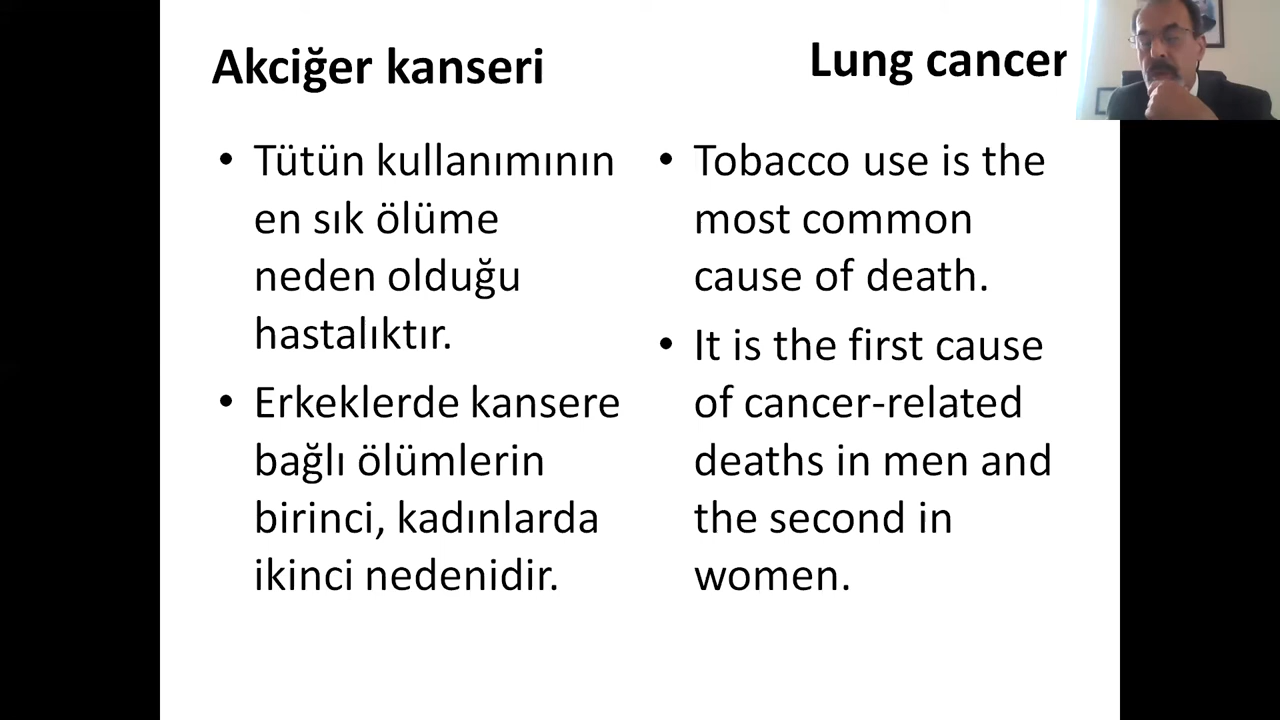 Akciğer kanseri
• Tütün kullanımının
en sık ölüme
neden olduğu
hastalıktır.
• Erkeklerde kansere
bağlı ölümlerin
birinci, kadınlarda
ikinci nedenidir.
Lung cancer
• Tobacco use is the
most common
cause of death.
• It is the first cause
of cancer-related
deaths in men and
the second in
women.